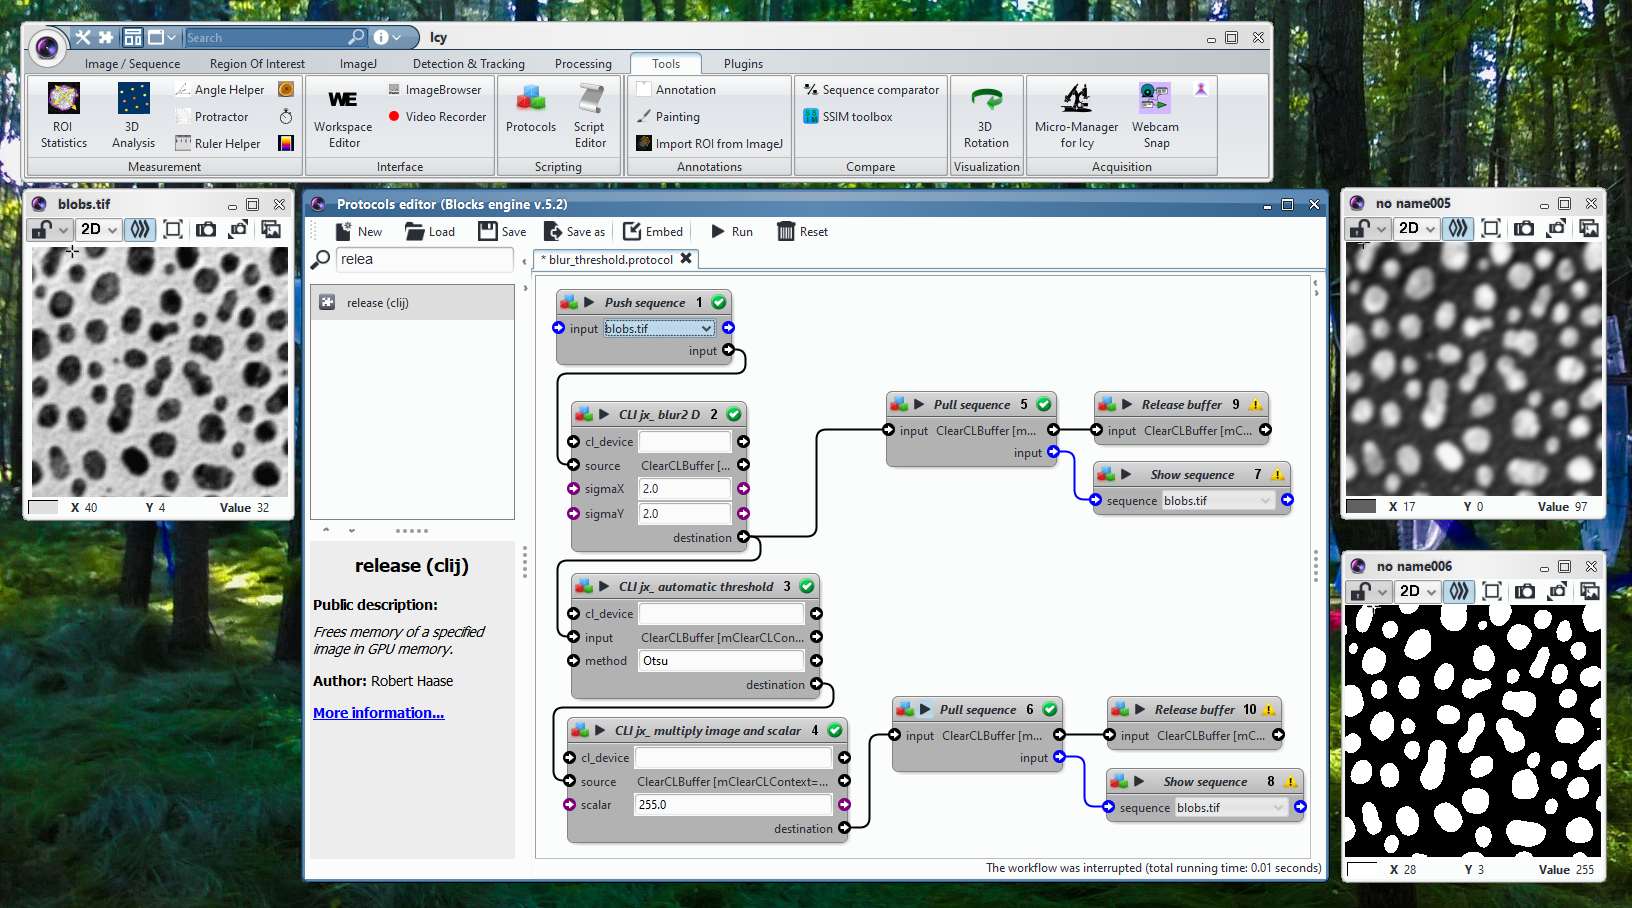 Search
Icy
Image / Sequence
Region Of Interest
ImageJ
Detection & Tracking
Processing
Tools
Plugins
ROI
Statistics
3D
Analysis
Angle Helper
Protractor
Ruler Helper
Measurement
WE
Workspace
Editor
ImageBrowser
Video Recorder
Interface
Protocols
Script
Editor
Scripting
Annotation
Painting
Import ROI from ImageJ
Annotations
Sequence comparator
SSIM toolbox
Compare
3D
Rotation
Visualization
Micro-Manager
for Icy
Webcam
Snap
Acquisition
blobs.tif
2D
X 40
Y 4
Value 32
Protocols editor (Blocks engine v.5.2)
New
Load
Save
Save as
Embed
Run
Reset
relea
* blur_threshold.protocol
release (clij)
release (clij)
Public description:
Frees memory of a specified
image in GPU memory.
Author: Robert Haase
More information...
Push sequence 1
input blobs.tif
input
CLI jx_ blur2 D 2
cl_device
source ClearCLBuffer [...
sigmaX 2.0
sigmaY 2.0
destination
CLI jx_ automatic threshold 3
cl_device
input ClearCLBuffer [mClearCLCon...
method Otsu
destination
CLI jx_ multiply image and scalar 4
cl_device
source ClearCLBuffer [mClearCLContext=...
scalar 255.0
destination
Pull sequence 5
input ClearCLBuffer [m...
input
Release buffer 9
input ClearCLBuffer [mC...
Show sequence 7
sequence blobs.tif
Pull sequence 6
input ClearCLBuffer [m...
input
Release buffer 10
input ClearCLBuffer [mC...
Show sequence 8
sequence blobs.tif
The workflow was interrupted (total running time: 0.01 seconds)
no name005
2D
X 17
Y 0
Value 97
no name006
2D
X 28
Y 3
Value 255